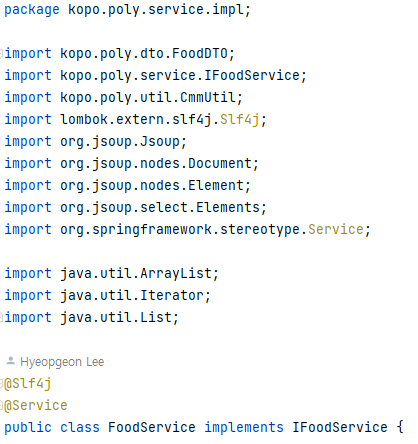 package kopo.poly.service.impl;
import kopo.poly.dto.FoodDTO;
import kopo.poly.service.IFoodService;
import kopo.poly.util.CmmUtil;
import lombok.extern.slf4j.Slf4j;
import org.jsoup.Jsoup;
import org.jsoup.nodes.Document;
import org.jsoup.nodes.Element;
import org.jsoup.select.Elements;
import org.springframework.stereotype.Service;
import java.util.ArrayList;
import java.util.Iterator;
import java.util.List;
Hyeopgeon Lee
@Slf4j
@Service
public class FoodService implements IFoodService {